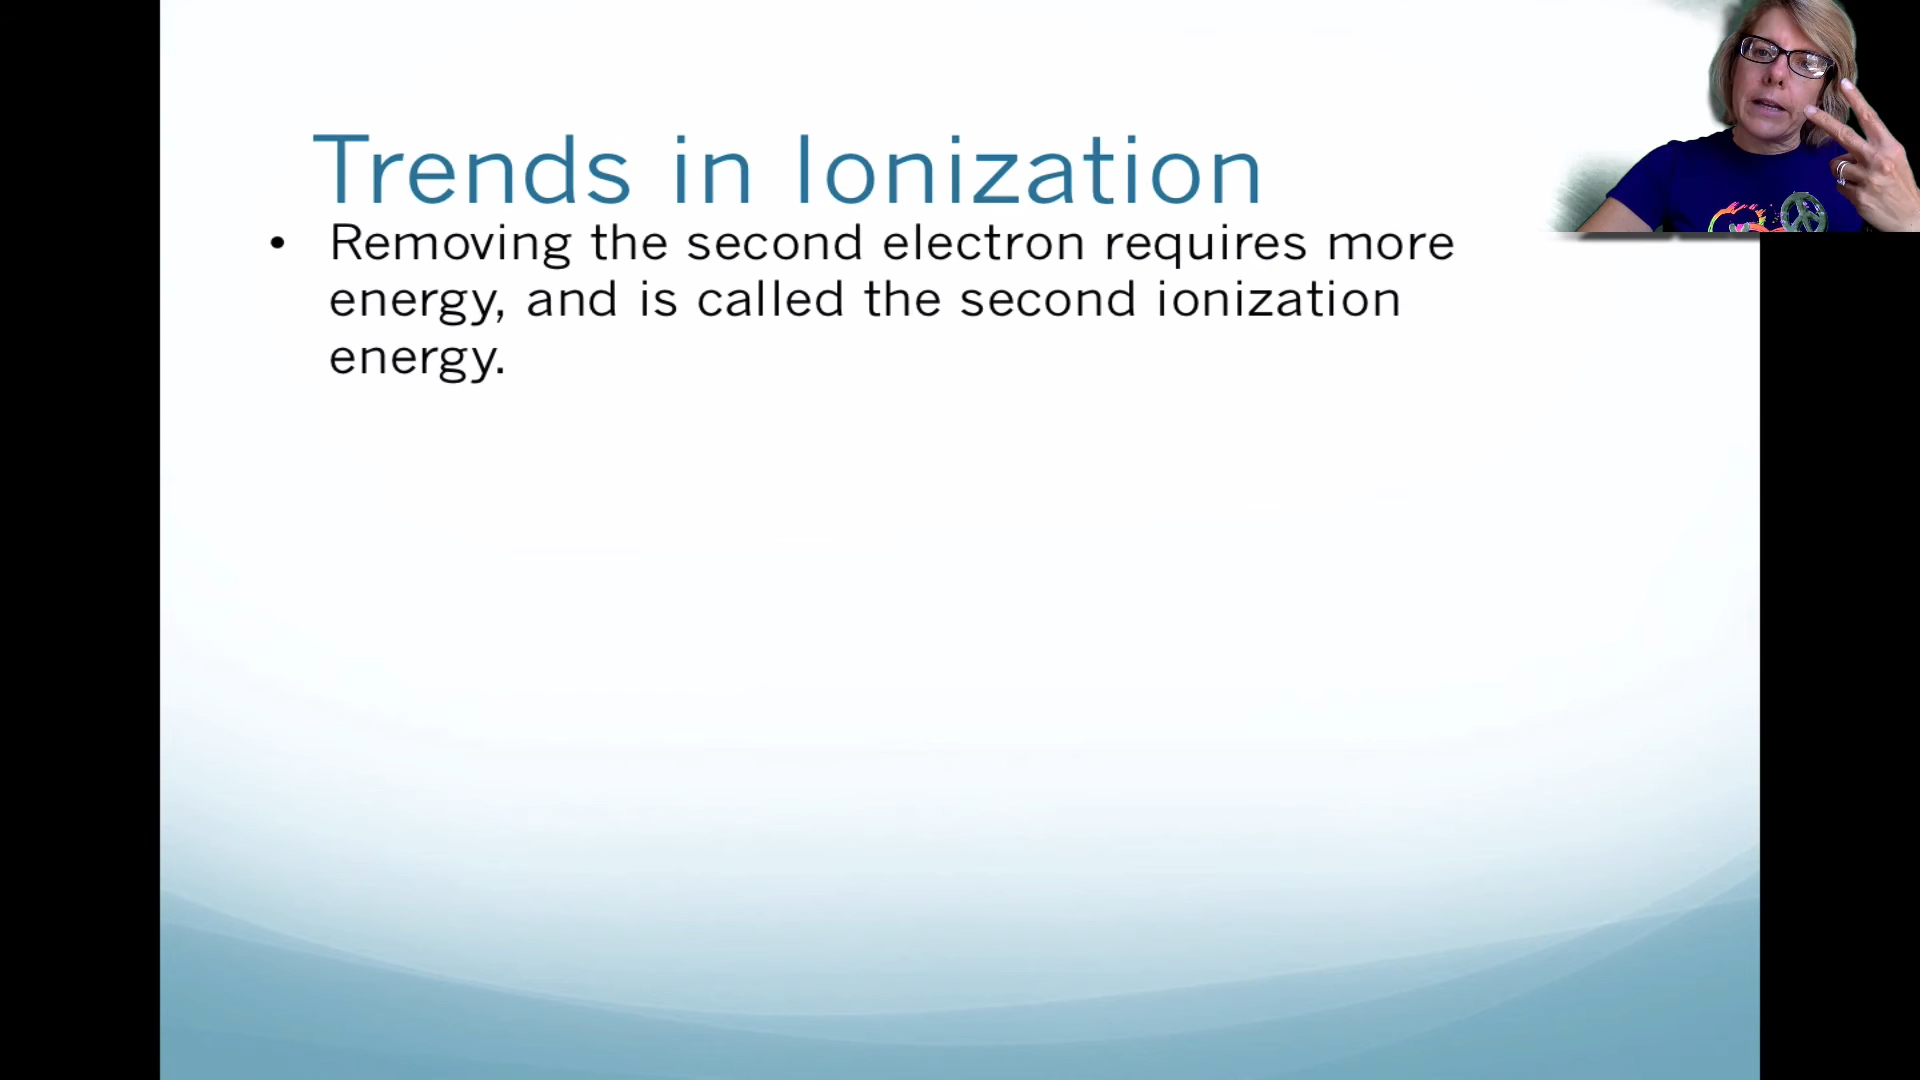 Trends in Ionization
• Removing the second electron requires more
energy, and is called the second ionization
energy.